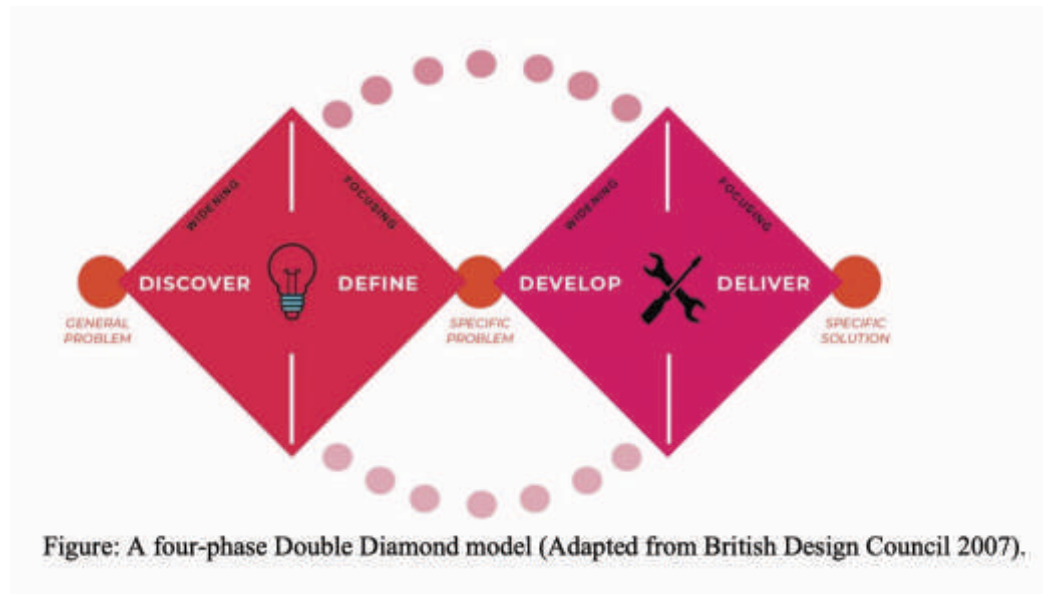 WIDENING
FOCUSING
WIDENING
FOCUSING
DISCOVER
DEFINE
DEVELOP
DELIVER
GENERAL
PROBLEM
SPECIFIC
PROBLEM
SPECIFIC
SOLUTION
Figure: A four-phase Double Diamond model (Adapted from British Design Council 2007).